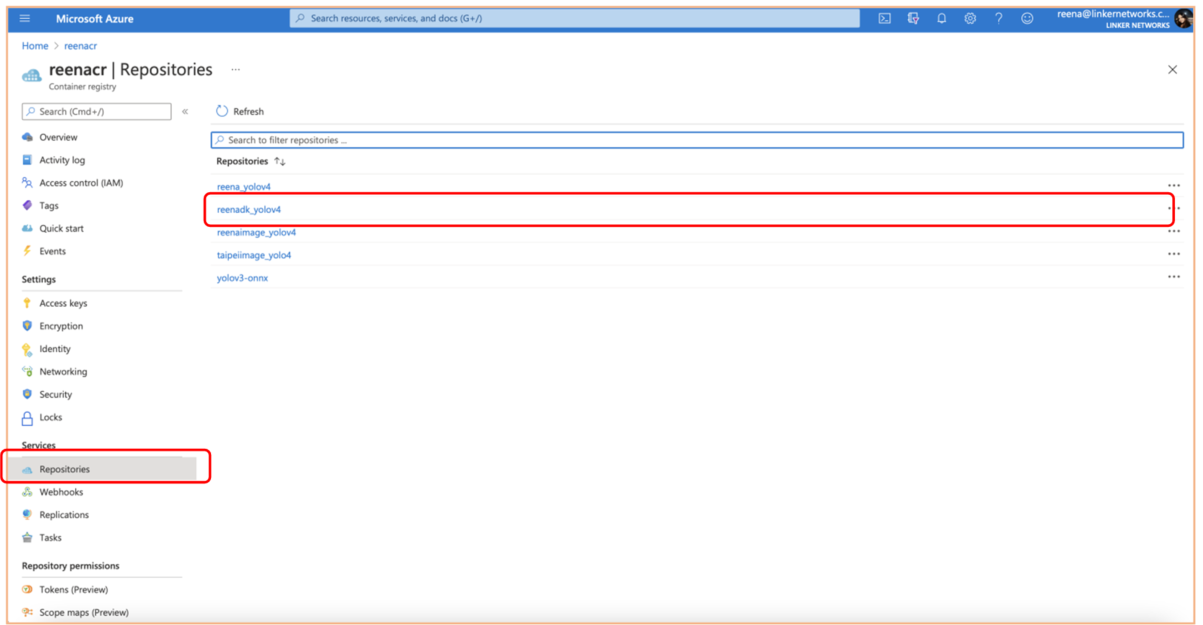 Microsoft Azure
Search resources, services, and docs (G+/)
reena@linkernetworks.c...
LINKER NETWORKS
Home > reenacr
reenacr | Repositories ...
Container registry
Search (Cmd+/)
«
Refresh
Search to filter repositories ...
Overview
Activity log
Access control (IAM)
Tags
Quick start
Events
Settings
Access keys
Encryption
Identity
Networking
Security
Locks
Services
Repositories
Webhooks
Replications
Tasks
Repository permissions
Tokens (Preview)
Scope maps (Preview)
Repositories ↑↓
reena_yolov4 ...
reenadk_yolov4 ...
reenaimage_yolov4 ...
taipeiimage_yolo4 ...
yolov3-onnx ...